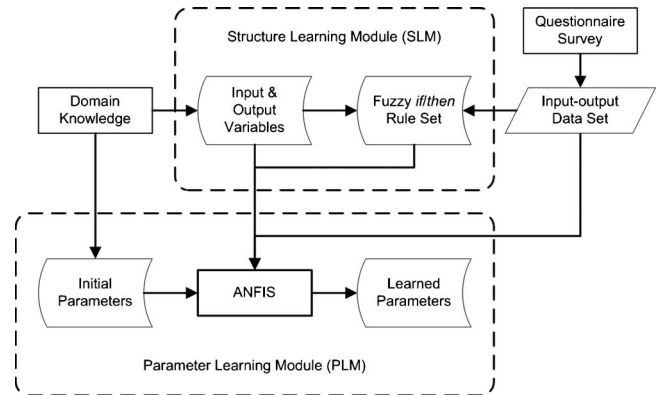 Structure Learning Module (SLM)
Questionnaire
Survey
Domain
Knowledge
Input &
Output
Variables
Fuzzy if/then
Rule Set
Input-output
Data Set
Initial
Parameters
ANFIS
Learned
Parameters
Parameter Learning Module (PLM)